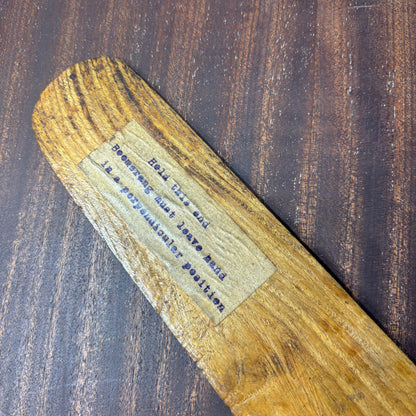 Hold this end
Boomerang must leave hand
in a perpendicular position